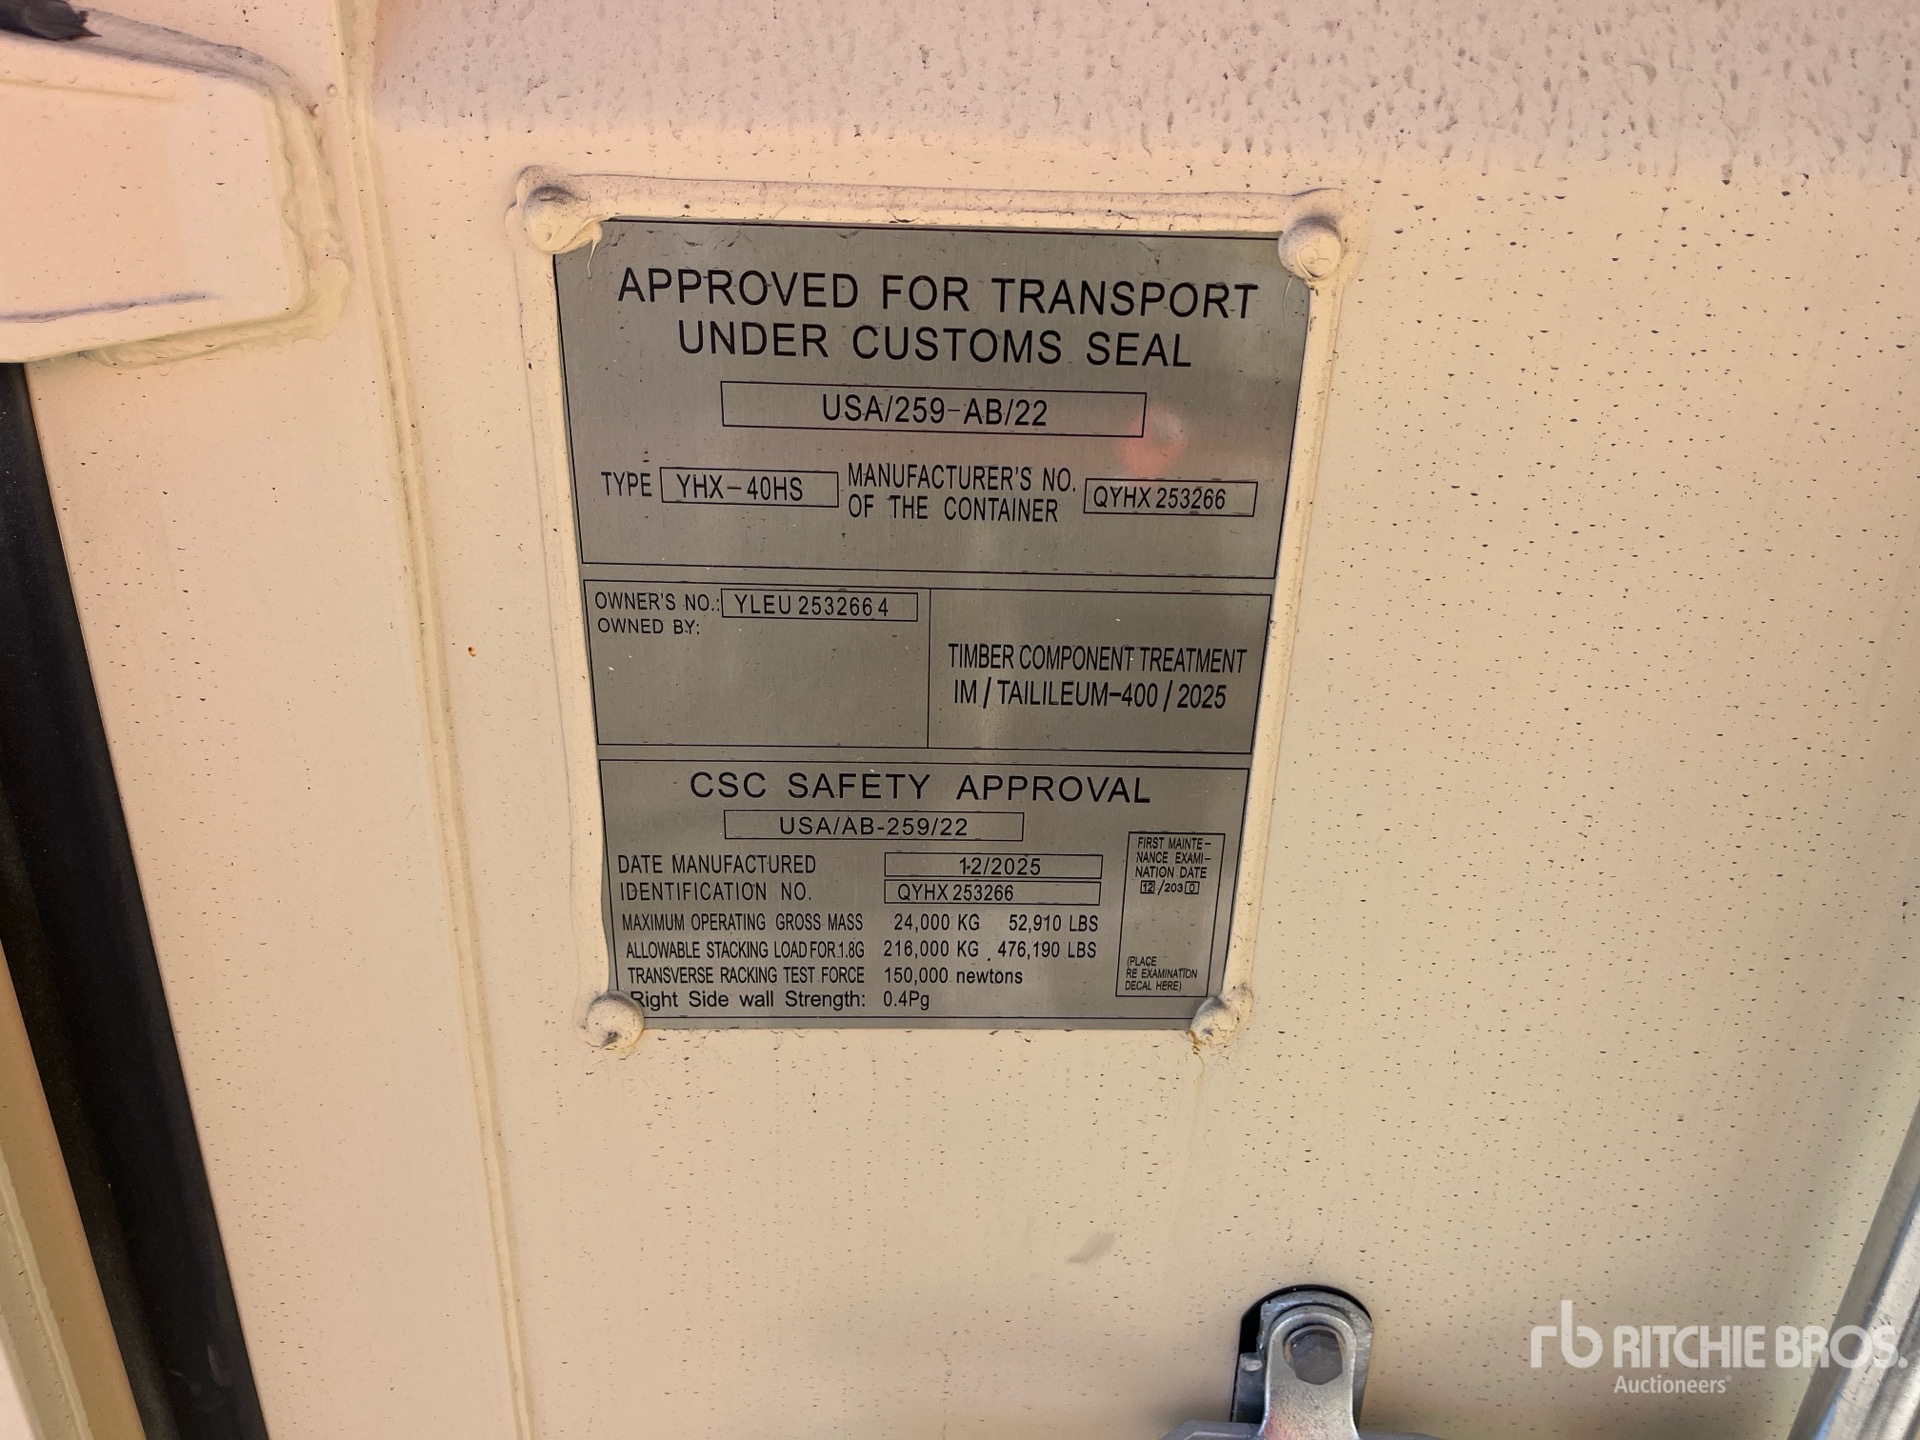 APPROVED FOR TRANSPORT
UNDER CUSTOMS SEAL
USA/259-AB/22
TYPE YHX-40HS MANUFACTURER'S NO. OF THE CONTAINER QYHX 253266
OWNER'S NO.: YLEU 253266 4
OWNED BY:
TIMBER COMPONENT TREATMENT
IM / TAILILEUM-400 / 2025
CSC SAFETY APPROVAL
USA/AB-259/22
DATE MANUFACTURED 12/2025
IDENTIFICATION NO. QYHX 253266
MAXIMUM OPERATING GROSS MASS 24,000 KG 52,910 LBS
ALLOWABLE STACKING LOAD FOR 1.8G 216,000 KG 476,190 LBS
TRANSVERSE RACKING TEST FORCE 150,000 newtons
Right Side wall Strength: 0.4Pg
FIRST MAINTE-
NANCE EXAMI-
NATION DATE
12 /203 0
(PLACE
RE EXAMINATION
DECAL HERE)
rb RITCHIE BROS.
Auctioneers